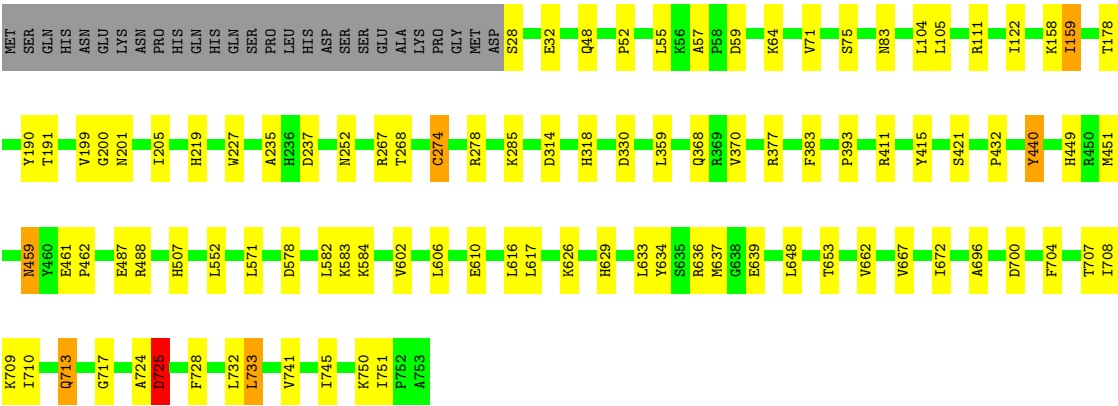 MET SER GLN HIS ASN GLU LYS ASN PRO HIS GLN HIS GLN SER PRO LEU HIS ASP SER SER GLU ALA LYS PRO GLY MET ASP S28 E32 Q48 P52 L55 K56 A57 P58 D59 K64 V71 S75 N83 L104 L105 R111 I122 K158 I159 T178
Y190 T191 V199 G200 N201 I205 H219 W227 A235 H236 D237 N252 R267 T268 C274 R278 K285 D314 H318 D330 L359 Q368 R369 V370 R377 F383 P393 R411 Y415 S421 P432 Y440 H449 R450 M451
N459 Y460 E461 P462 E487 R488 H507 L552 L571 D578 L582 K583 K584 V602 L606 E610 L616 L617 K626 H629 L633 Y634 S635 R636 M637 G638 E639 L648 T653 V662 V667 I672 A696 D700 F704 T707 I708
K709 I710 Q713 G717 A724 D725 F728 L732 L733 V741 I745 K750 I751 P752 A753